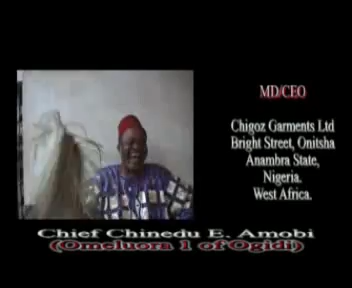 MD/CEO
Chigoz Garments Ltd
Bright Street, Onitsha
Anambra State,
Nigeria.
West Africa.
Chief Chinedu E. Amobi
(Omeluora 1 of Ogidi)